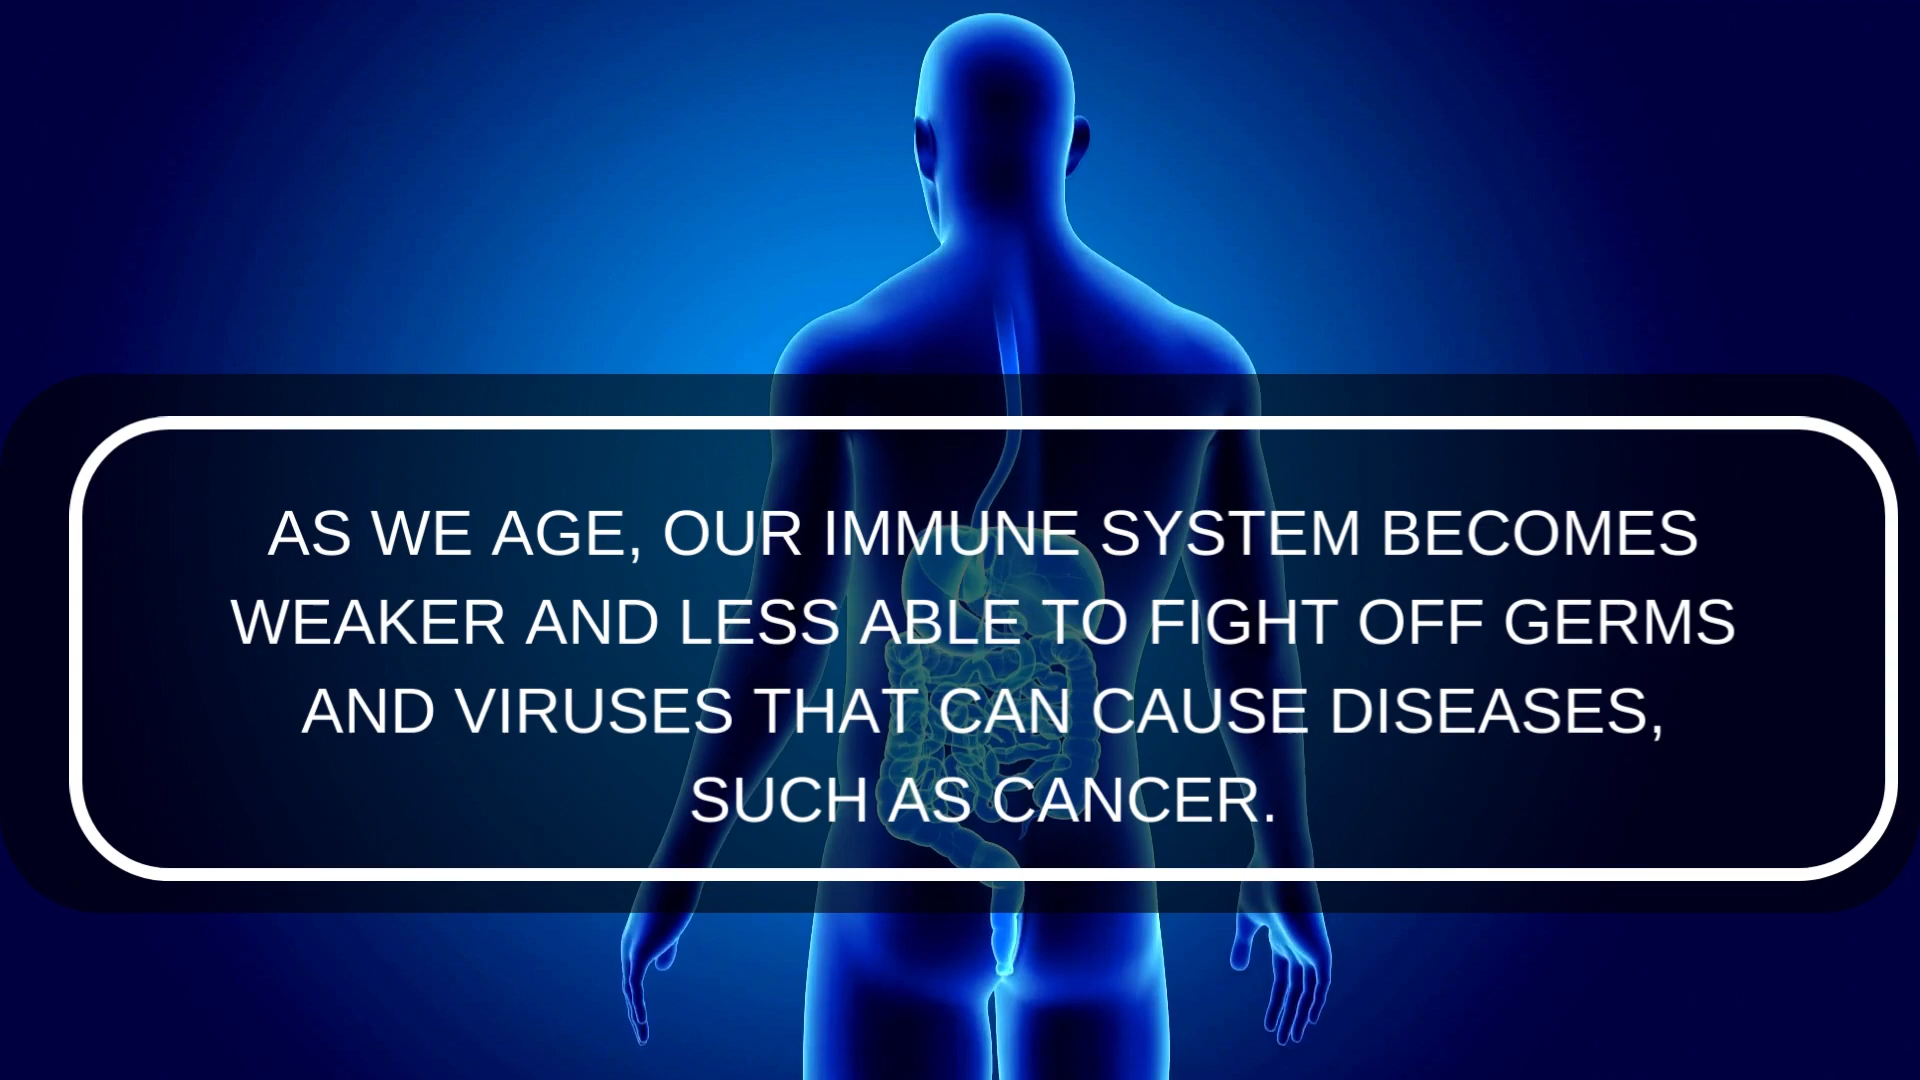 AS WE AGE, OUR IMMUNE SYSTEM BECOMES
WEAKER AND LESS ABLE TO FIGHT OFF GERMS
AND VIRUSES THAT CAN CAUSE DISEASES,
SUCH AS CANCER.